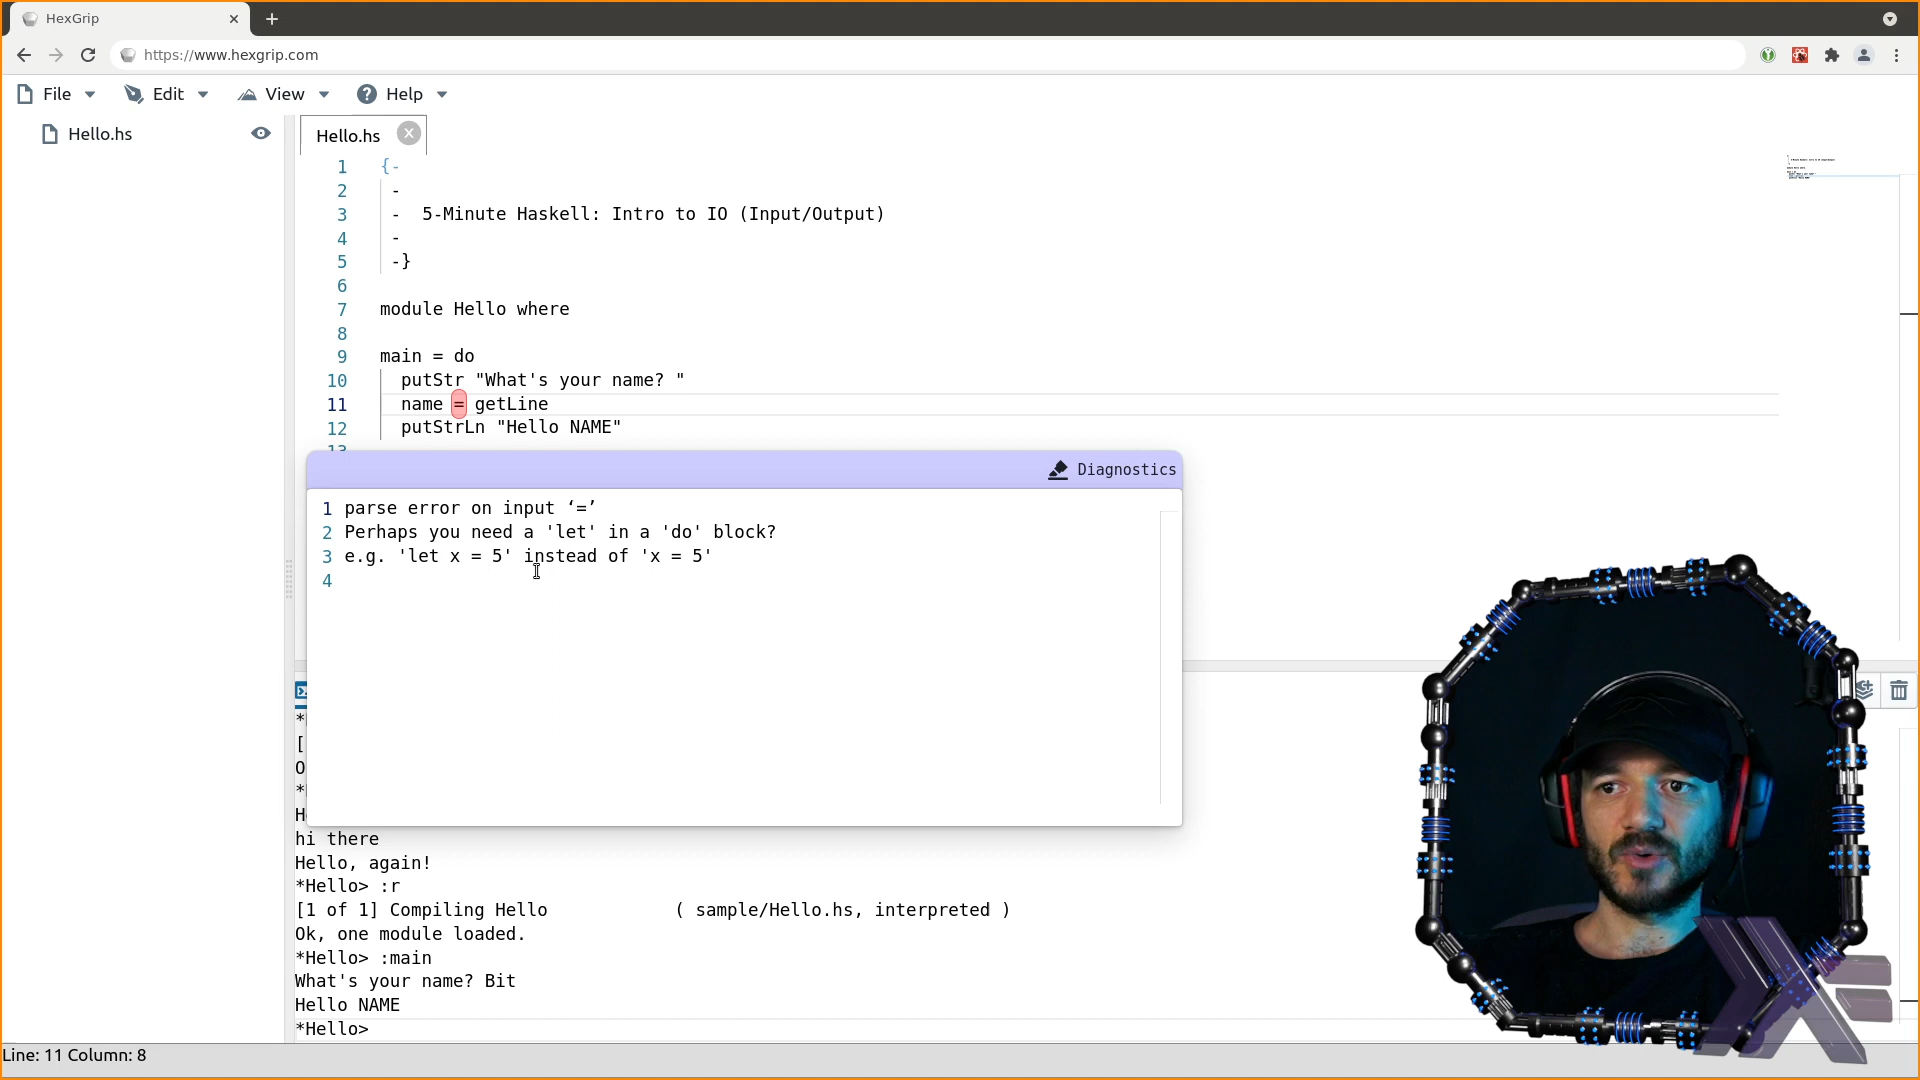 HexGrip
https://www.hexgrip.com
File Edit View Help
Hello.hs
Hello.hs
1 {-
2 -
3 - 5-Minute Haskell: Intro to IO (Input/Output)
4 -
5 -}
6
7 module Hello where
8
9 main = do
10 putStr "What's your name? "
11 name = getLine
12 putStrLn "Hello NAME"
13
Diagnostics
1 parse error on input ‘=’
2 Perhaps you need a 'let' in a 'do' block?
3 e.g. 'let x = 5' instead of 'x = 5'
4
*
[
O
*
H
hi there
Hello, again!
*Hello> :r
[1 of 1] Compiling Hello ( sample/Hello.hs, interpreted )
Ok, one module loaded.
*Hello> :main
What's your name? Bit
Hello NAME
*Hello>
Line: 11 Column: 8